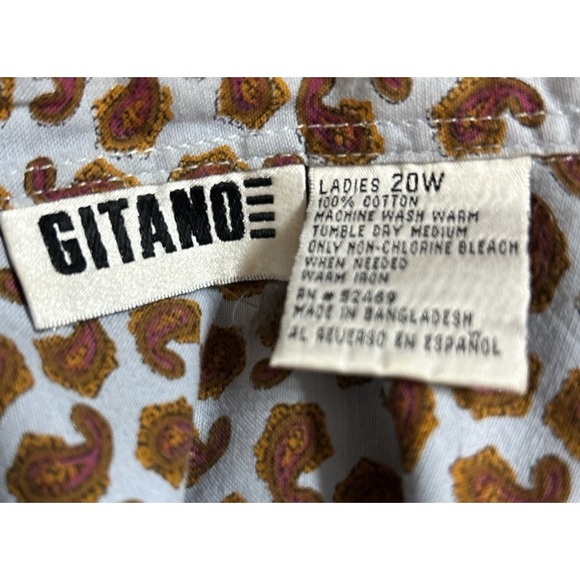 GITANO
LADIES 20W
100% COTTON
MACHINE WASH WARM
TUMBLE DRY MEDIUM
ONLY NON-CHLORINE BLEACH
WHEN NEEDED
WARM IRON
RN # 52469
MADE IN BANGLADESH
AL REVERSO EN ESPAÑOL